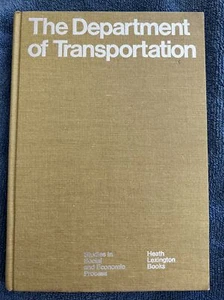 The Department
of Transportation
Studies in
Social
and Economic
Process
Heath
Lexington
Books